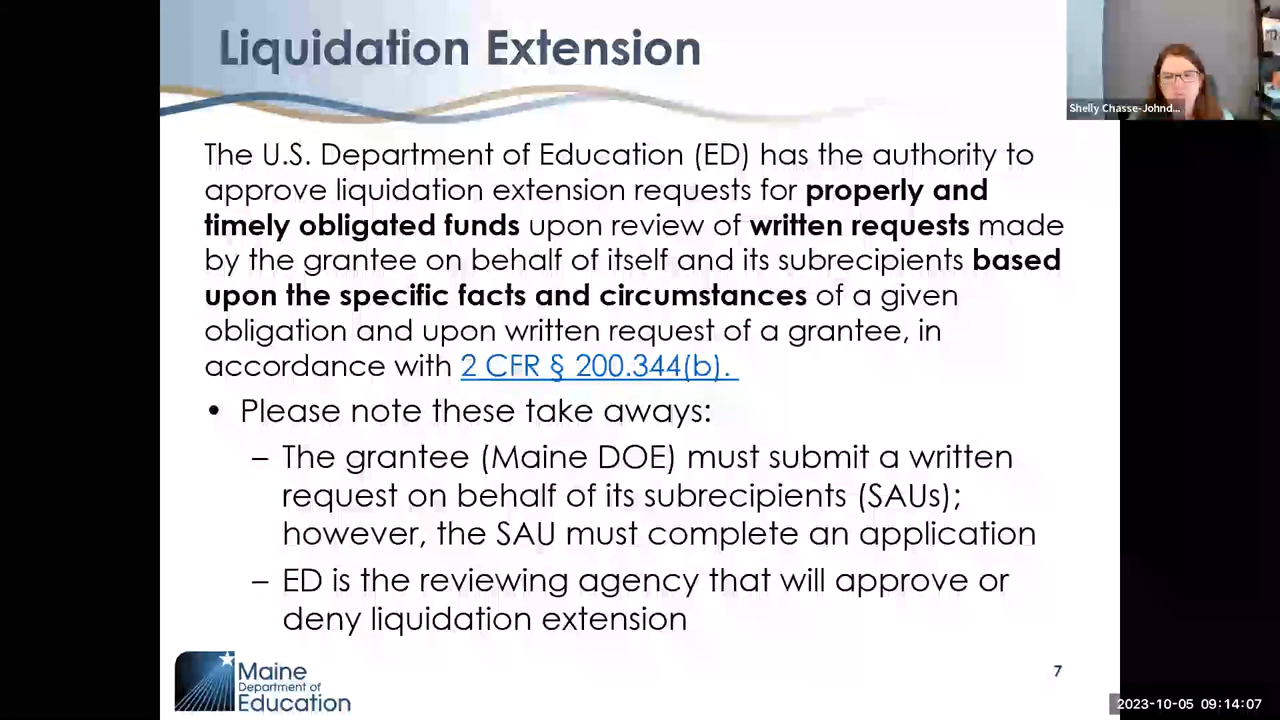 Liquidation Extension
Shelly Chasse-Johnd...
The U.S. Department of Education (ED) has the authority to
approve liquidation extension requests for properly and
timely obligated funds upon review of written requests made
by the grantee on behalf of itself and its subrecipients based
upon the specific facts and circumstances of a given
obligation and upon written request of a grantee, in
accordance with 2 CFR § 200.344(b).
• Please note these take aways:
– The grantee (Maine DOE) must submit a written
request on behalf of its subrecipients (SAUs);
however, the SAU must complete an application
– ED is the reviewing agency that will approve or
deny liquidation extension
Maine
Department of
Education
7
2023-10-05 09:14:07